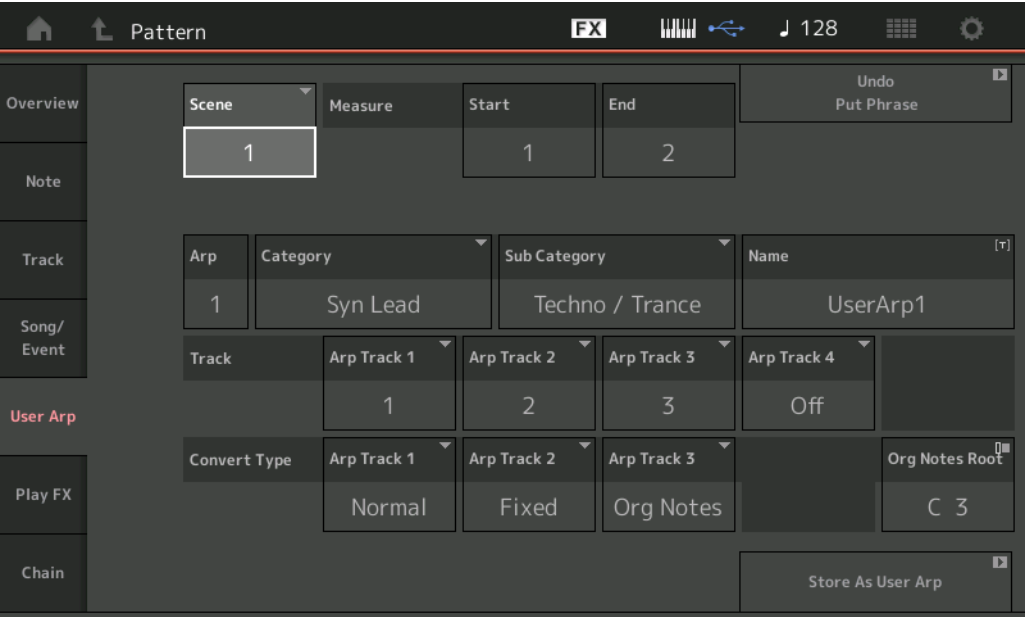 Pattern
FX
128
Overview
Note
Track
Song/
Event
User Arp
Play FX
Chain
Scene
1
Measure
Start
1
End
2
Undo
Put Phrase
Arp
1
Category
Syn Lead
Sub Category
Techno / Trance
Name
[T]
UserArp1
Track
Arp Track 1
1
Arp Track 2
2
Arp Track 3
3
Arp Track 4
Off
Convert Type
Arp Track 1
Normal
Arp Track 2
Fixed
Arp Track 3
Org Notes
Org Notes Root
C 3
Store As User Arp